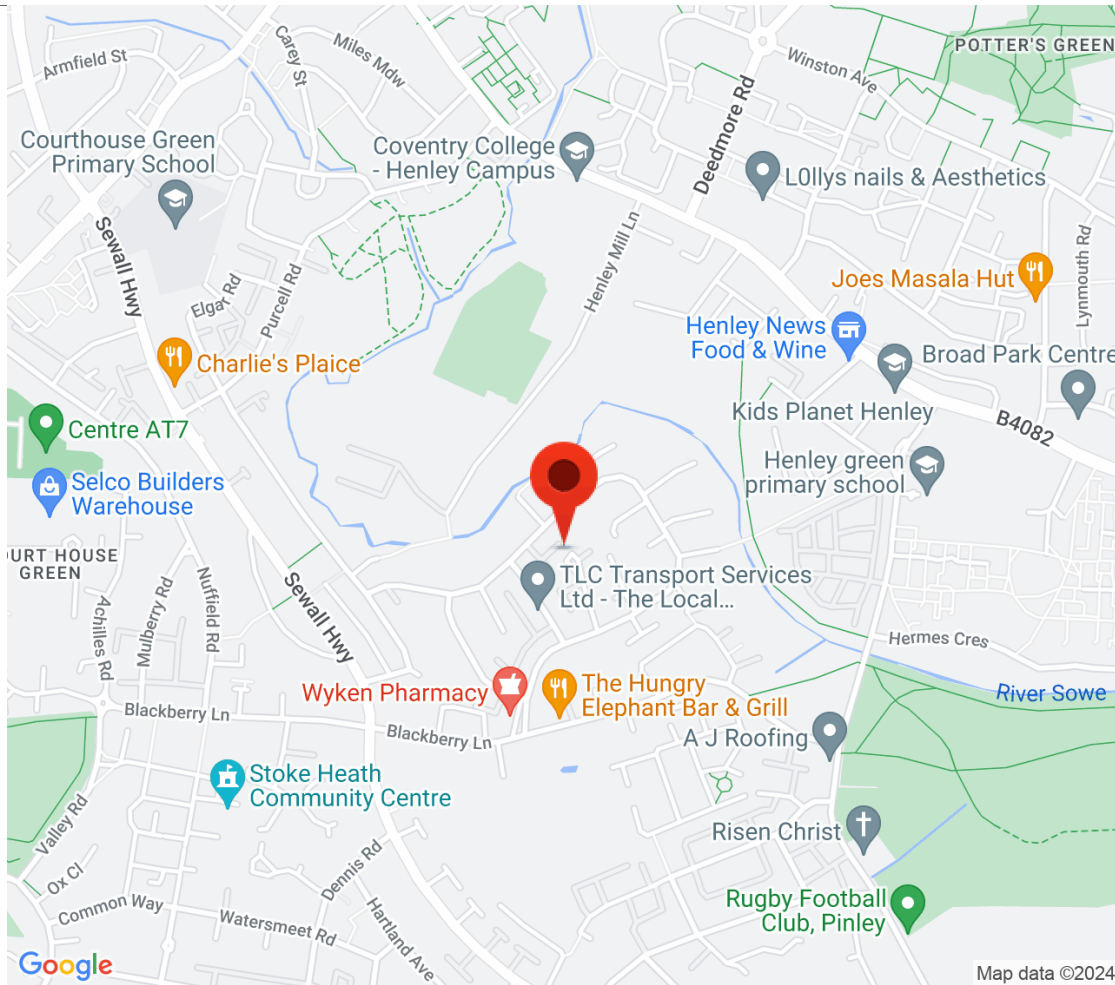 POTTER'S GREEN
Armfield St
Carey St
Miles Mdw
Winston Ave
Deedmore Rd
Courthouse Green
Primary School
Coventry College
- Henley Campus
L0llys nails & Aesthetics
Sewall Hwy
Henley Mill Ln
Lynmouth Rd
Joes Masala Hut
Elgar Rd
Purcell Rd
Henley News
Food & Wine
Charlie's Plaice
Broad Park Centre
Kids Planet Henley
B4082
Centre AT7
Henley green
primary school
Selco Builders
Warehouse
OURT HOUSE
GREEN
TLC Transport Services
Ltd - The Local...
Nuffield Rd
Mulberry Rd
Achilles Rd
Sewall Hwy
Hermes Cres
Wyken Pharmacy
The Hungry
Elephant Bar & Grill
River Sowe
Blackberry Ln
Blackberry Ln
A J Roofing
Stoke Heath
Community Centre
Valley Rd
Risen Christ
Ox Cl
Dennis Rd
Common Way
Watersmeet Rd
Hartland Ave
Rugby Football
Club, Pinley
Google
Map data ©2024